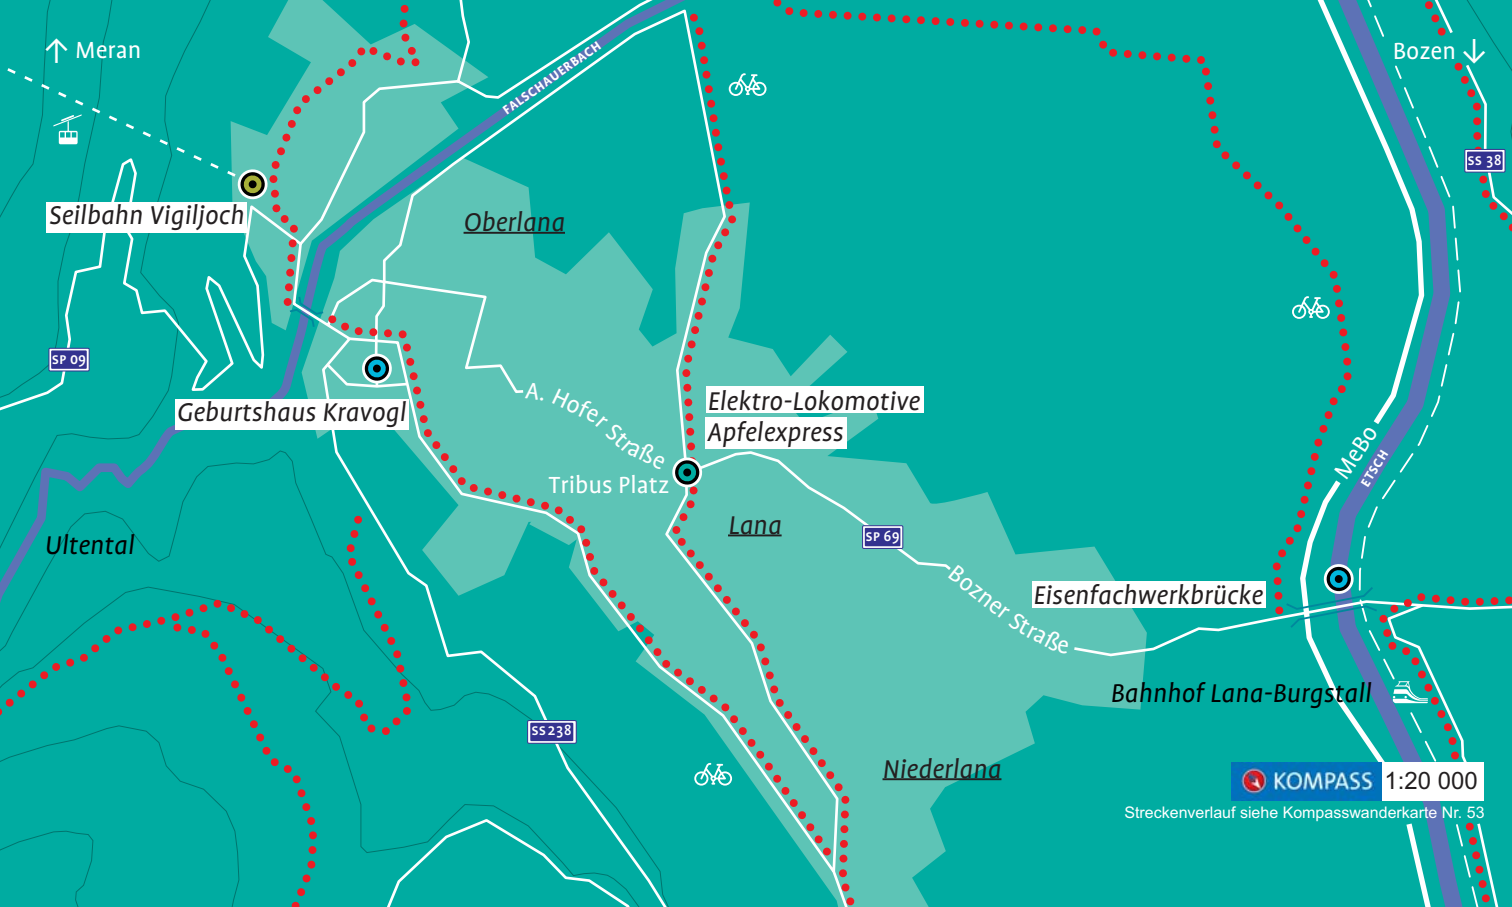 Meran
Bozen
FALSCHAUERBACH
SS 38
Seilbahn Vigiljoch
Oberlana
SP 09
Geburtshaus Kravogl
A. Hofer Straße
Elektro-Lokomotive
Apfelexpress
MeBo
ETSCH
Tribus Platz
Lana
SP 69
Ultental
Bozner Straße
Eisenfachwerkbrücke
Bahnhof Lana-Burgstall
SS238
Niederlana
KOMPASS 1:20 000
Streckenverlauf siehe Kompasswanderkarte Nr. 53